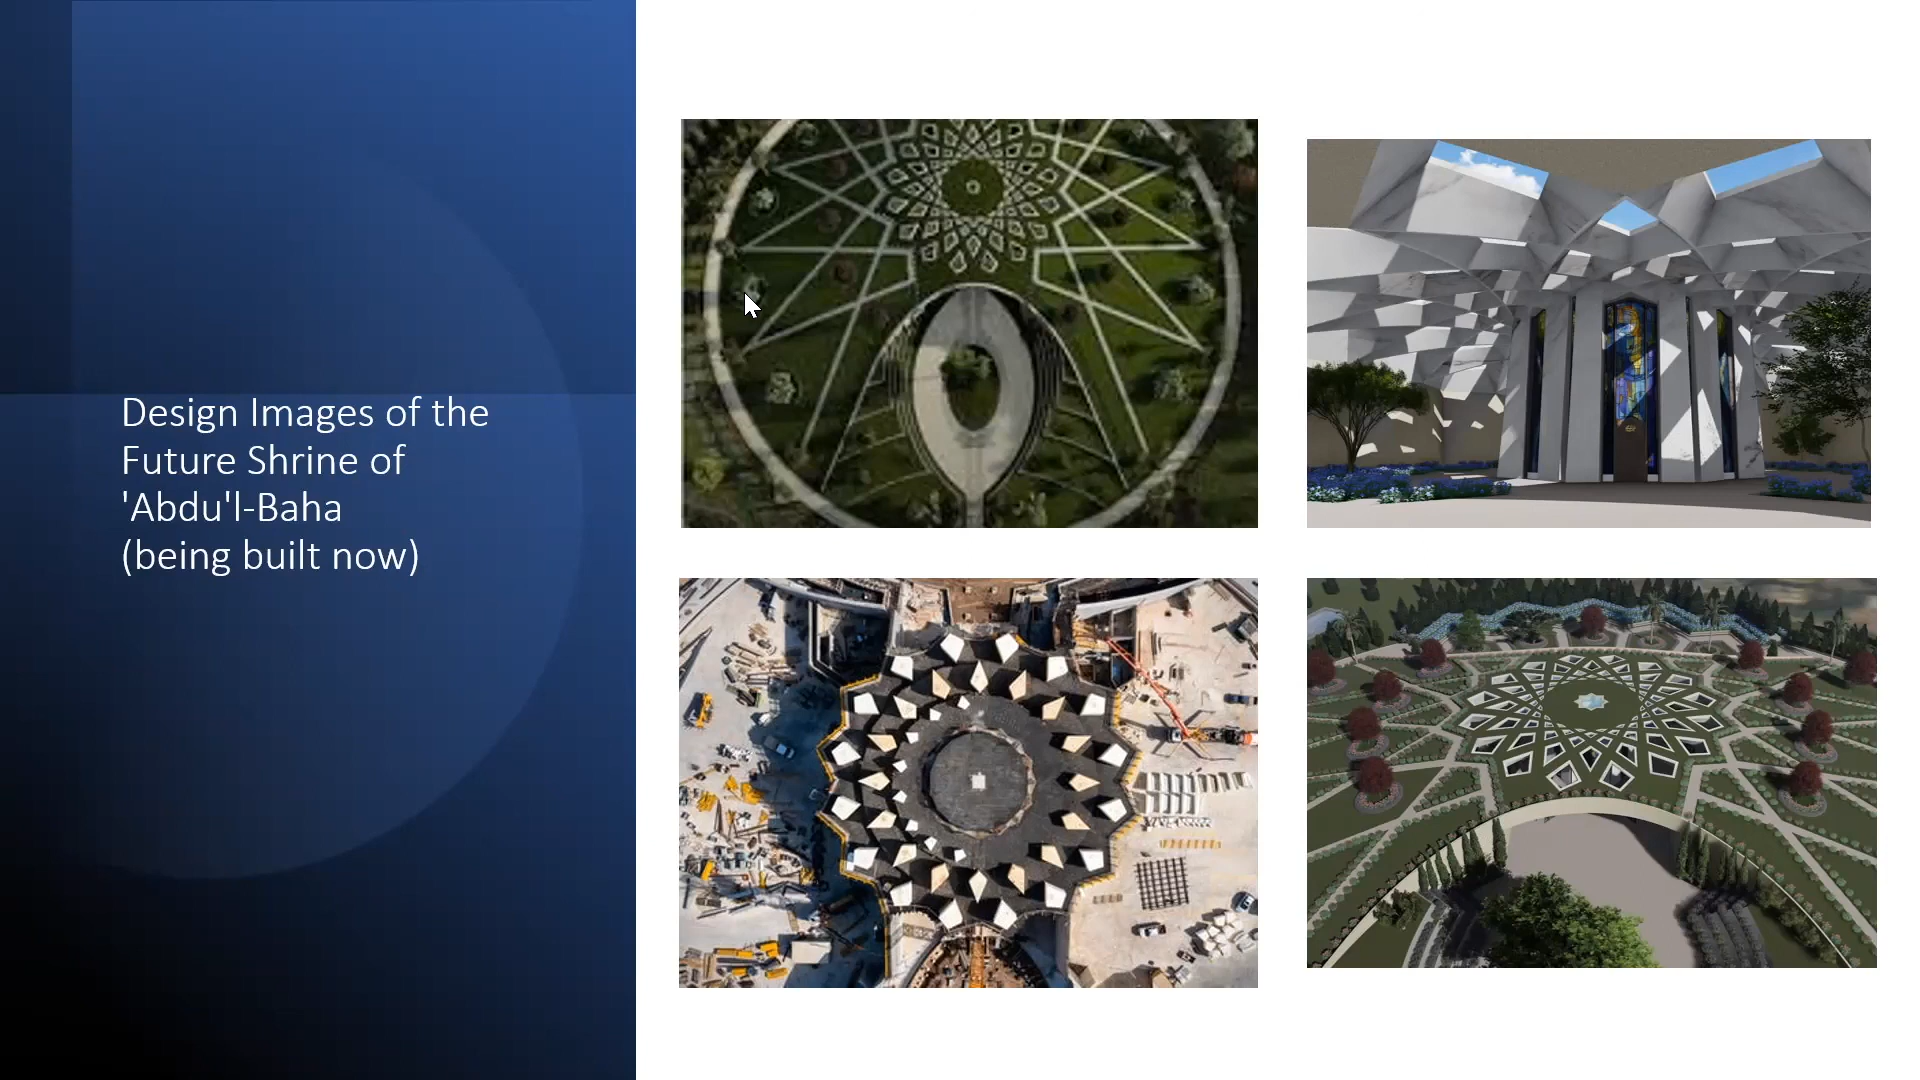 Design Images of the
Future Shrine of
'Abdu'l-Baha
(being built now)